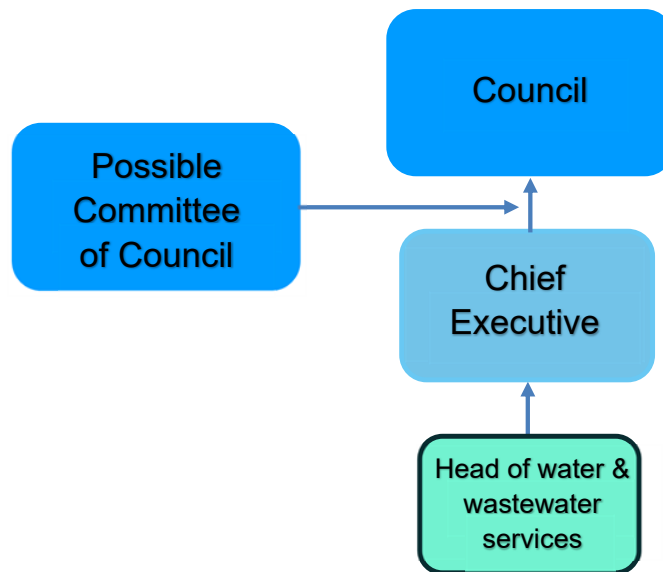 Council
Possible
Committee
of Council
Chief
Executive
Head of water &
wastewater
services